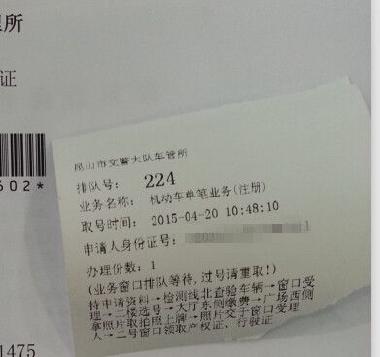 所
证
602*
昆山市交警大队车管所
排队号： 224
业务名称： 机动车单笔业务(注册)
取号时间： 2015-04-20 10:48:10
申请人身份证号：
办理份数：1
(业务窗口排队等待, 过号请重取!)
待申请资料→检测线北查验车辆→窗口受
理→二楼选号→大厅东侧缴费→广场西侧
拿照片取拍照上牌→照片交于窗口受理
人→二号窗口领取产权证、行驶证
1475